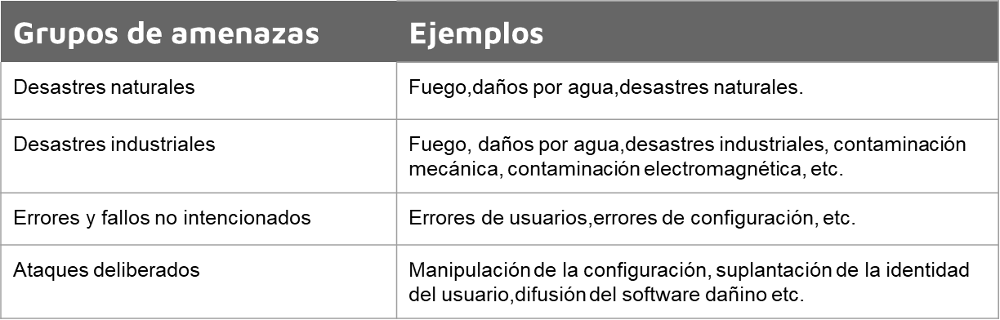 Grupos de amenazas
Ejemplos
Desastres naturales
Fuego,daños por agua,desastres naturales.
Desastres industriales
Fuego, daños por agua,desastres industriales, contaminación
mecánica, contaminación electromagnética, etc.
Errores y fallos no intencionados
Errores de usuarios,errores de configuración, etc.
Ataques deliberados
Manipulación de la configuración, suplantación de la identidad
del usuario,difusión del software dañino etc.